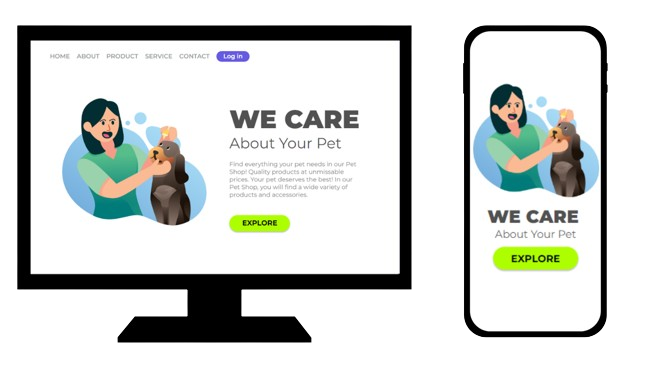 HOME ABOUT PRODUCT SERVICE CONTACT Log in
WE CARE
About Your Pet
Find everything your pet needs in our Pet
Shop! Quality products at unmissable
prices. Your pet deserves the best! In our
Pet Shop, you will find a wide variety of
products and accessories.
EXPLORE
WE CARE
About Your Pet
EXPLORE